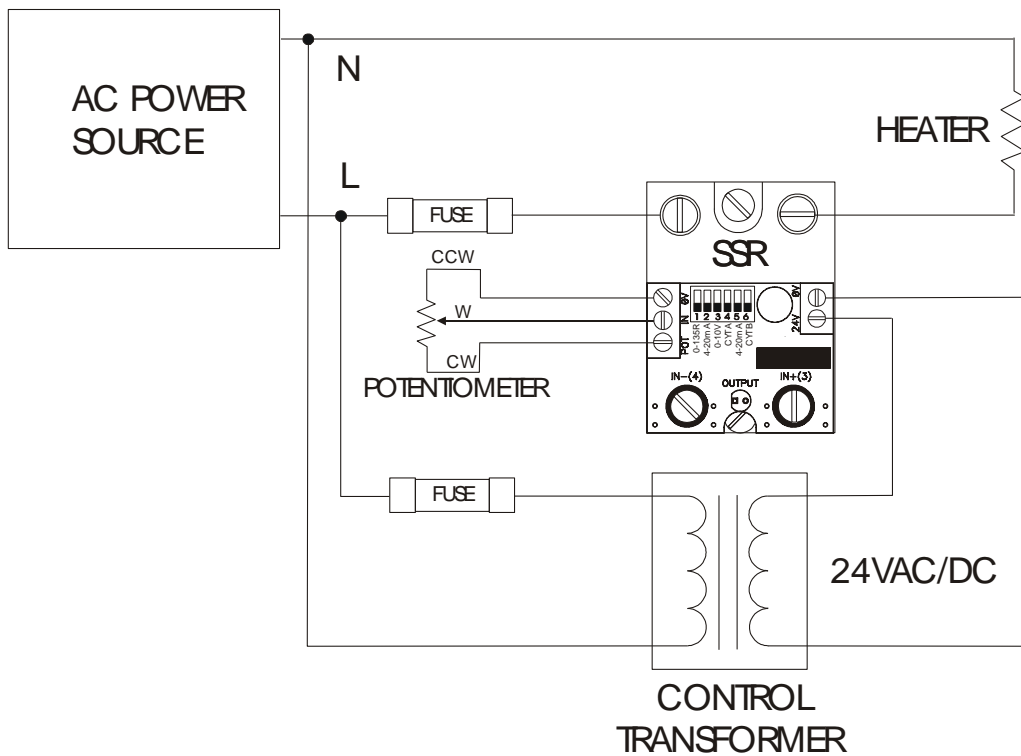 AC POWER
SOURCE
N
L
HEATER
FUSE
SSR
CCW
W
CW
POTENTIOMETER
0V
IN
POT
1 2 3 4 5 6
0-135R
4-20mA
0-10V
CYTA
4-20mA
CYTB
0V
24V
IN-(4)
OUTPUT
IN+(3)
FUSE
24VAC/DC
CONTROL
TRANSFORMER